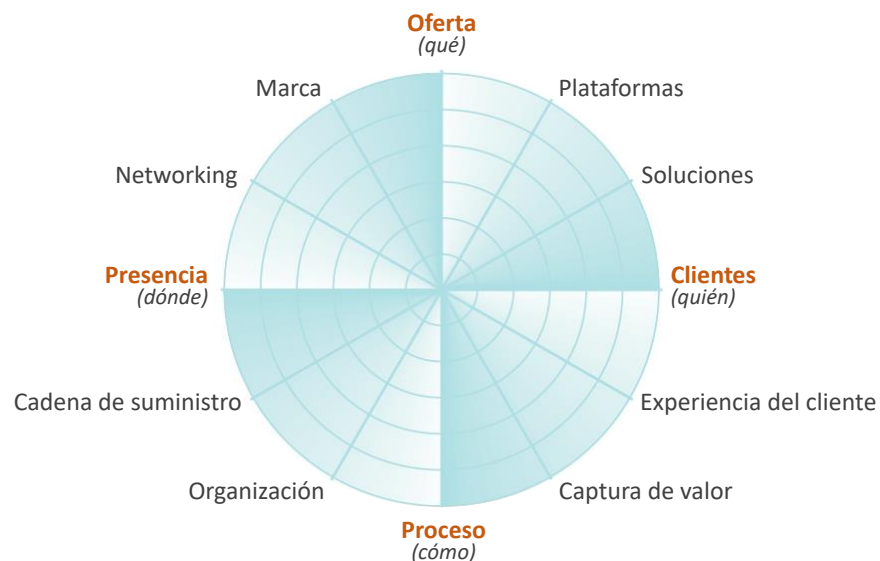 Oferta
(qué)
Marca
Plataformas
Networking
Soluciones
Presencia
(dónde)
Clientes
(quién)
Cadena de suministro
Experiencia del cliente
Organización
Captura de valor
Proceso
(cómo)